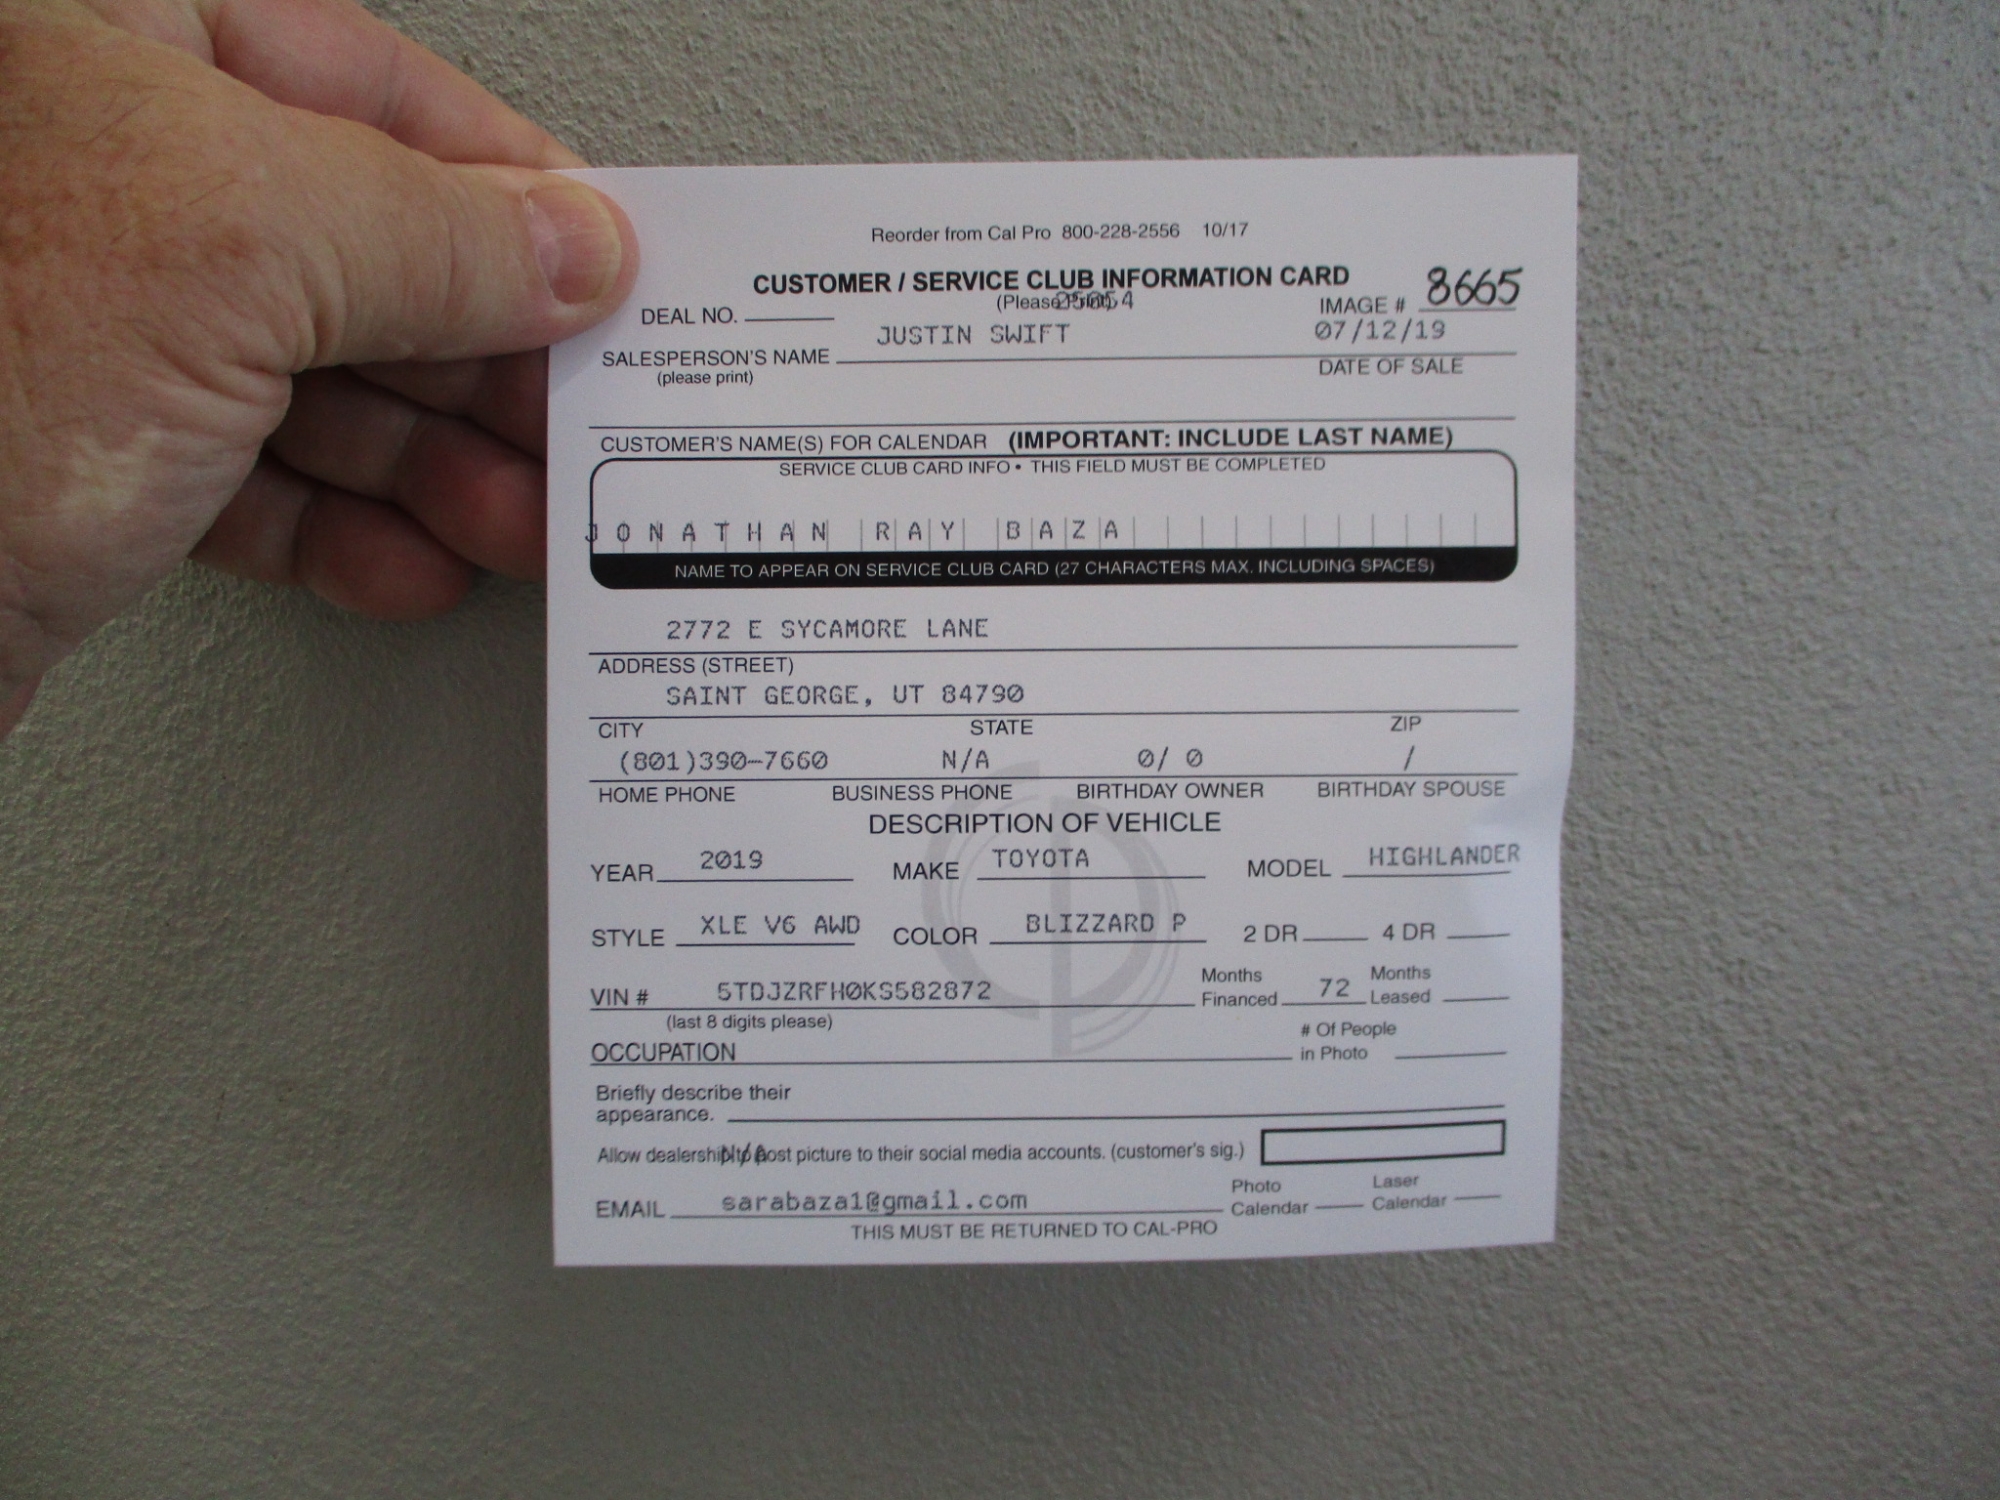 Reorder from Cal Pro 800-228-2556 10/17
CUSTOMER / SERVICE CLUB INFORMATION CARD
(Please Print) 25054
DEAL NO. IMAGE # 8665
JUSTIN SWIFT 07/12/19
SALESPERSON'S NAME DATE OF SALE
(please print)
CUSTOMER'S NAME(S) FOR CALENDAR (IMPORTANT: INCLUDE LAST NAME)
SERVICE CLUB CARD INFO • THIS FIELD MUST BE COMPLETED
JONATHAN RAY BAZA
NAME TO APPEAR ON SERVICE CLUB CARD (27 CHARACTERS MAX. INCLUDING SPACES)
2772 E SYCAMORE LANE
ADDRESS (STREET)
SAINT GEORGE, UT 84790
CITY STATE ZIP
(801)390-7660 N/A 0/ 0 /
HOME PHONE BUSINESS PHONE BIRTHDAY OWNER BIRTHDAY SPOUSE
DESCRIPTION OF VEHICLE
YEAR 2019 MAKE TOYOTA MODEL HIGHLANDER
STYLE XLE V6 AWD COLOR BLIZZARD P 2 DR 4 DR
VIN # 5TDJZRFH0KS582872 Months Financed 72 Months Leased
(last 8 digits please)
OCCUPATION # Of People in Photo
Briefly describe their
appearance.
Allow dealership to post picture to their social media accounts. (customer's sig.)
N/A
EMAIL sarabaza1@gmail.com Photo Calendar Laser Calendar
THIS MUST BE RETURNED TO CAL-PRO